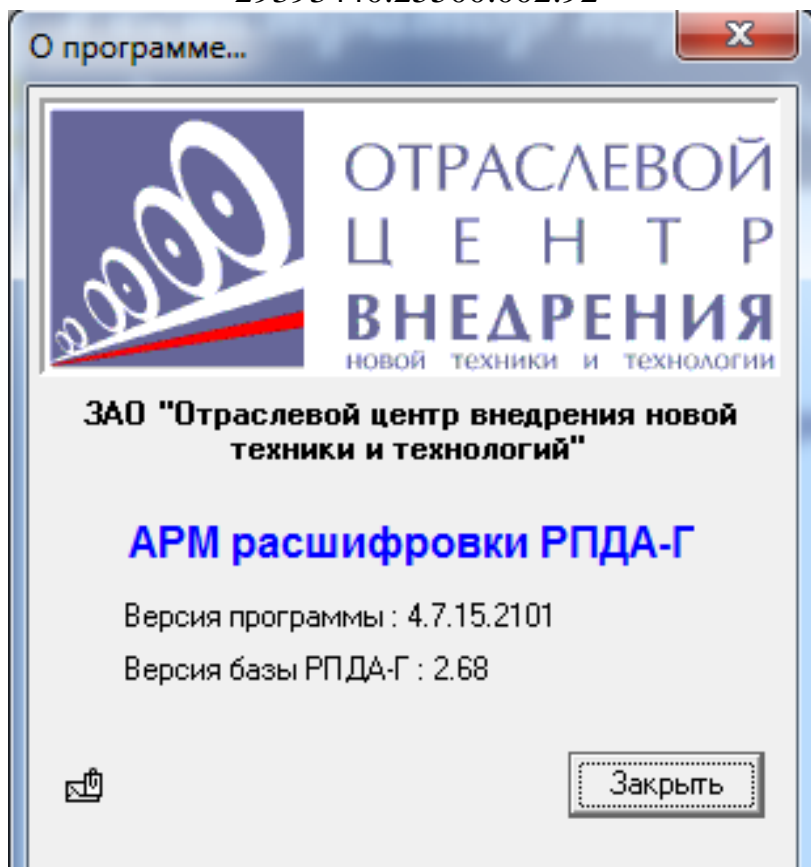 О программе...
ОТРАСЛЕВОЙ
ЦЕНТР
ВНЕДРЕНИЯ
НОВОЙ ТЕХНИКИ И ТЕХНОЛОГИИ
ЗАО "Отраслевой центр внедрения новой
техники и технологий"
АРМ расшифровки РПДА-Г
Версия программы : 4.7.15.2101
Версия базы РПДА-Г : 2.68
Закрыть